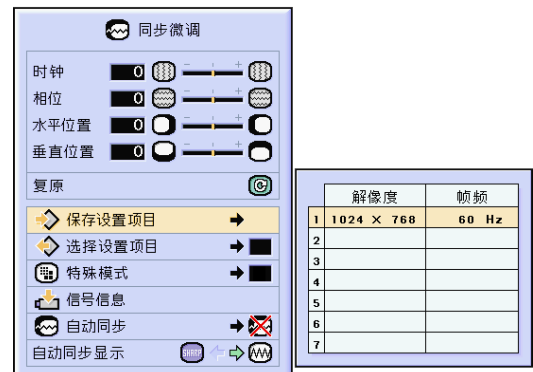 同步微调
时钟 0 - +
相位 0 - +
水平位置 0 - +
垂直位置 0 - +
复原
保存设置项目
选择设置项目
特殊模式
信号信息
自动同步
自动同步显示 SHARP
解像度 帧频
1 1024 × 768 60 Hz
2
3
4
5
6
7